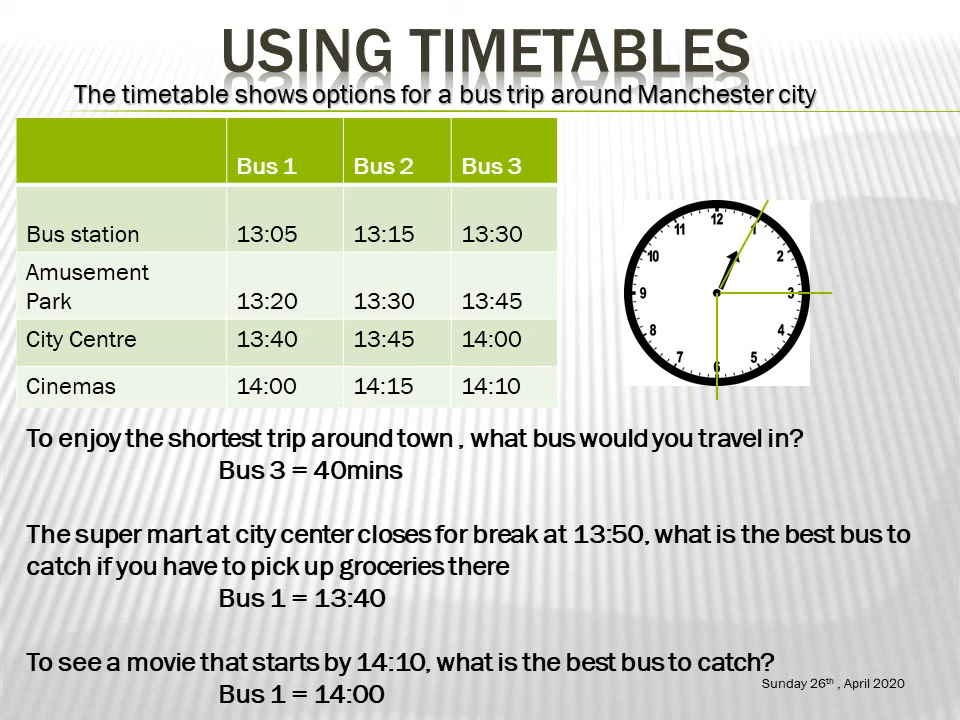 USING TIMETABLES
The timetable shows options for a bus trip around Manchester city
Bus 1 Bus 2 Bus 3
Bus station 13:05 13:15 13:30
Amusement
Park 13:20 13:30 13:45
City Centre 13:40 13:45 14:00
Cinemas 14:00 14:15 14:10
12
11 1
10 2
9 3
8 4
7 5
6
To enjoy the shortest trip around town , what bus would you travel in?
Bus 3 = 40mins
The super mart at city center closes for break at 13:50, what is the best bus to
catch if you have to pick up groceries there
Bus 1 = 13:40
To see a movie that starts by 14:10, what is the best bus to catch?
Bus 1 = 14:00
Sunday 26th , April 2020